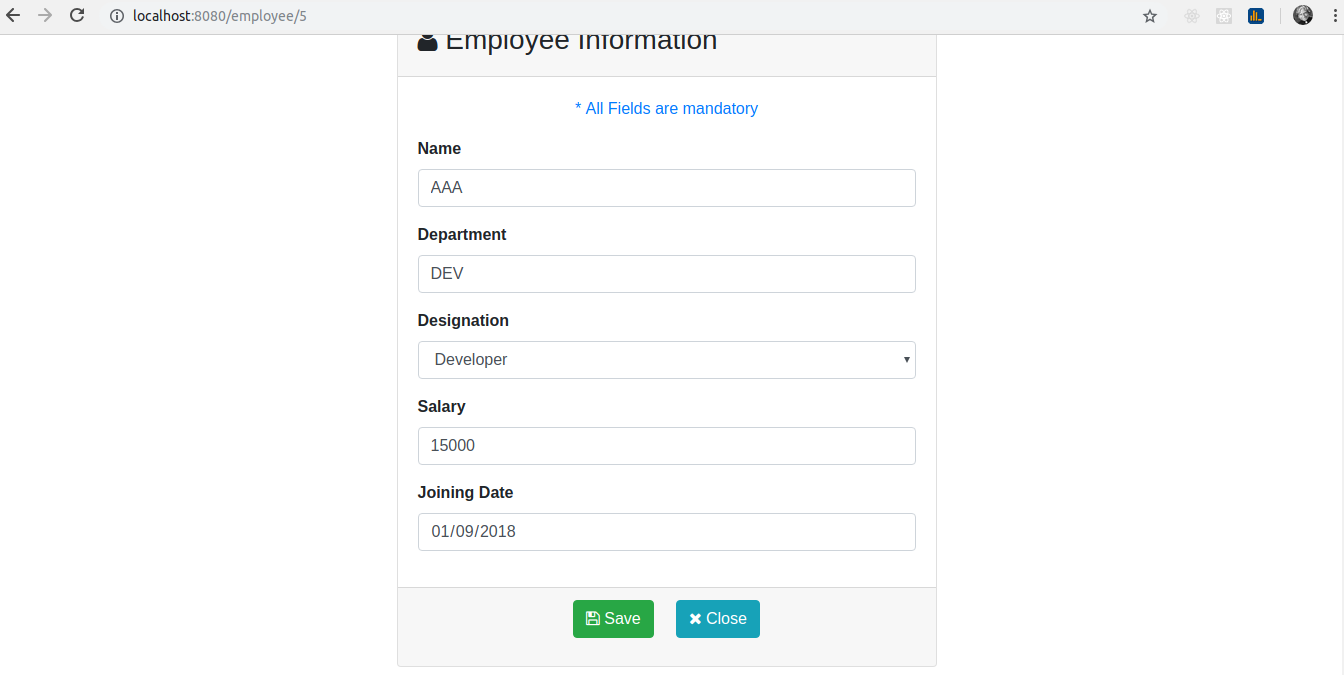 localhost:8080/employee/5
Employee Information
* All Fields are mandatory
Name
AAA
Department
DEV
Designation
Developer
Salary
15000
Joining Date
01/09/2018
Save Close